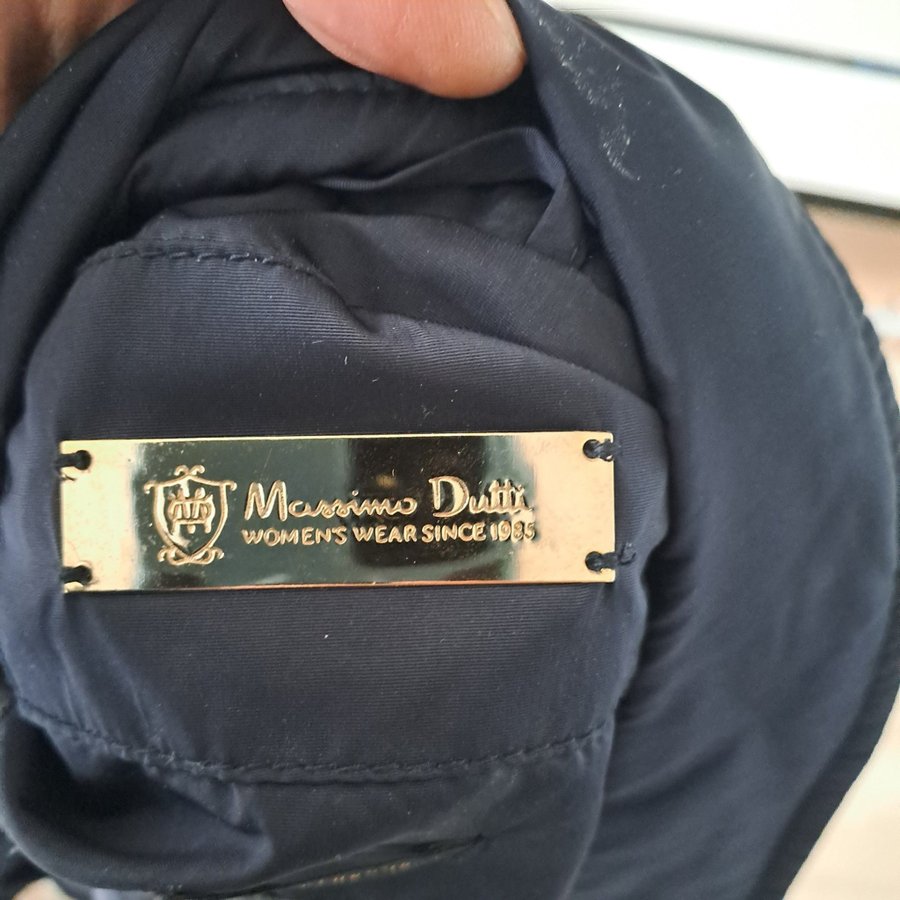 Massimo Dutti
WOMEN'S WEAR SINCE 1985